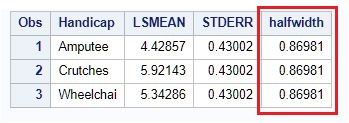 Obs Handicap LSMEAN STDERR halfwidth
1 Amputee 4.42857 0.43002 0.86981
2 Crutches 5.92143 0.43002 0.86981
3 Wheelchai 5.34286 0.43002 0.86981